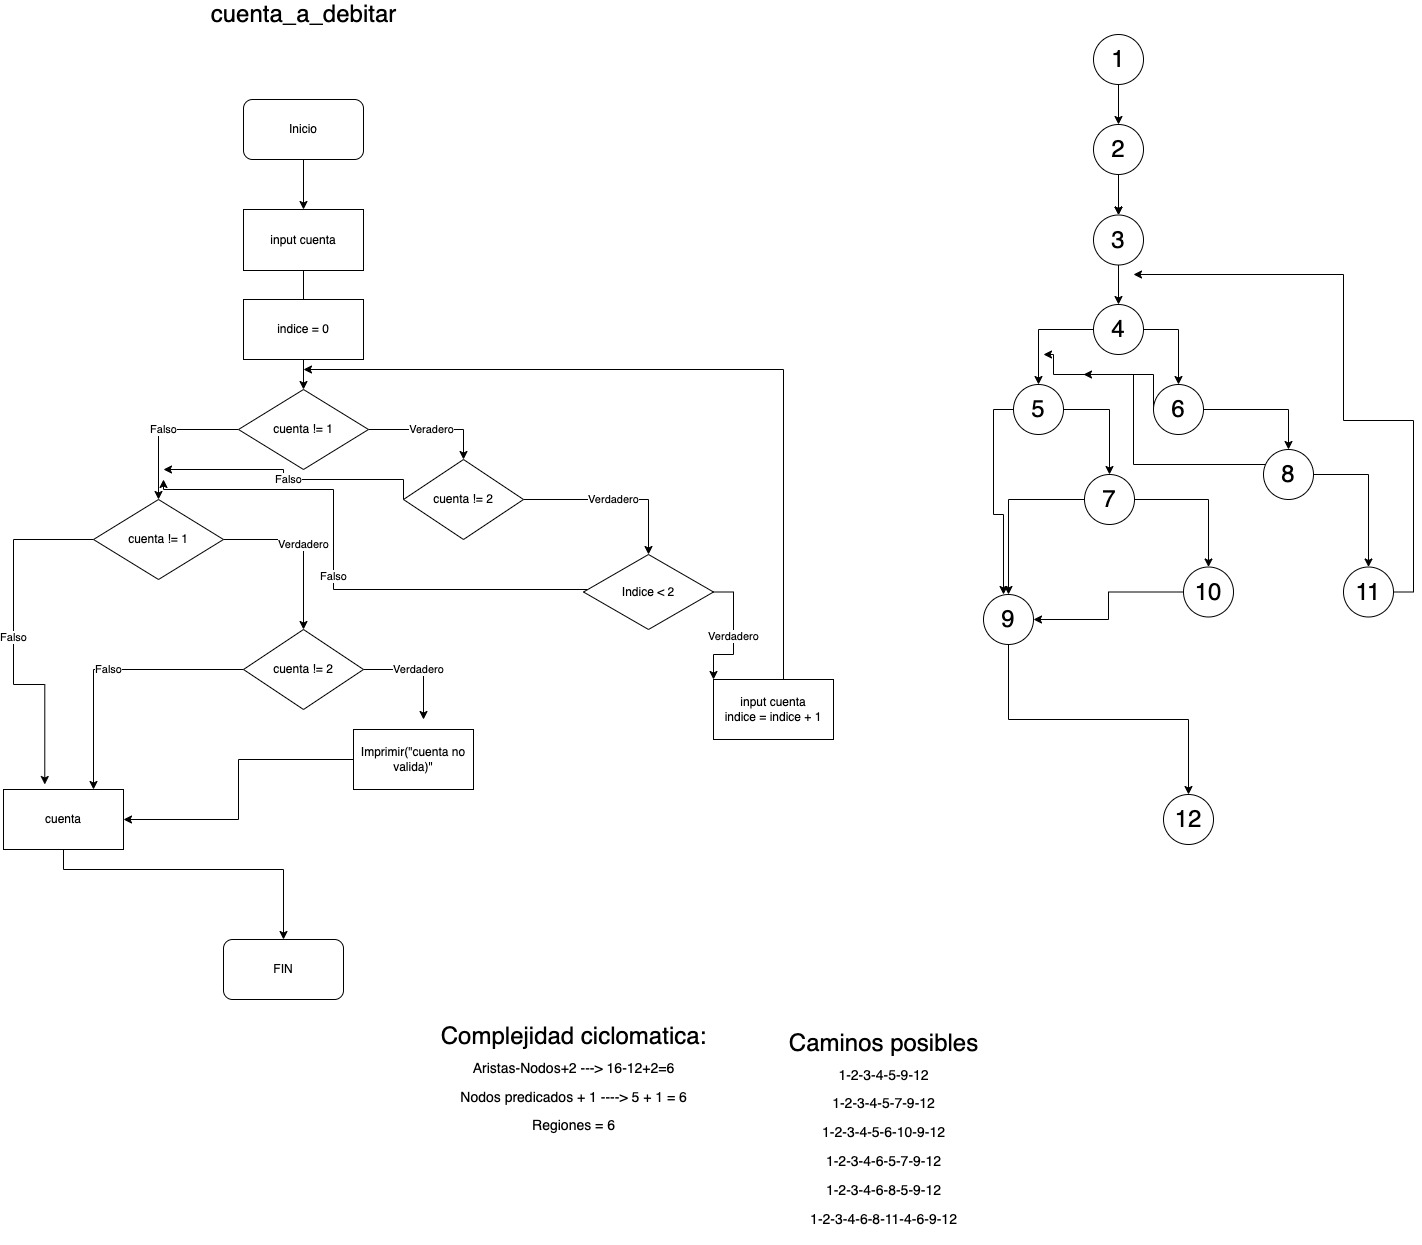 cuenta_a_debitar
Inicio
input cuenta
indice = 0
cuenta != 1
Falso
Veradero
cuenta != 2
Falso
Verdadero
cuenta != 1
Verdadero
Falso
Indice < 2
Falso
Verdadero
cuenta != 2
Falso
Verdadero
input cuenta
indice = indice + 1
Imprimir("cuenta no
valida)"
cuenta
FIN
1
2
3
4
5
6
8
7
10
11
9
12
Complejidad ciclomatica:
Aristas-Nodos+2 ---> 16-12+2=6
Nodos predicados + 1 ----> 5 + 1 = 6
Regiones = 6
Caminos posibles
1-2-3-4-5-9-12
1-2-3-4-5-7-9-12
1-2-3-4-5-6-10-9-12
1-2-3-4-6-5-7-9-12
1-2-3-4-6-8-5-9-12
1-2-3-4-6-8-11-4-6-9-12